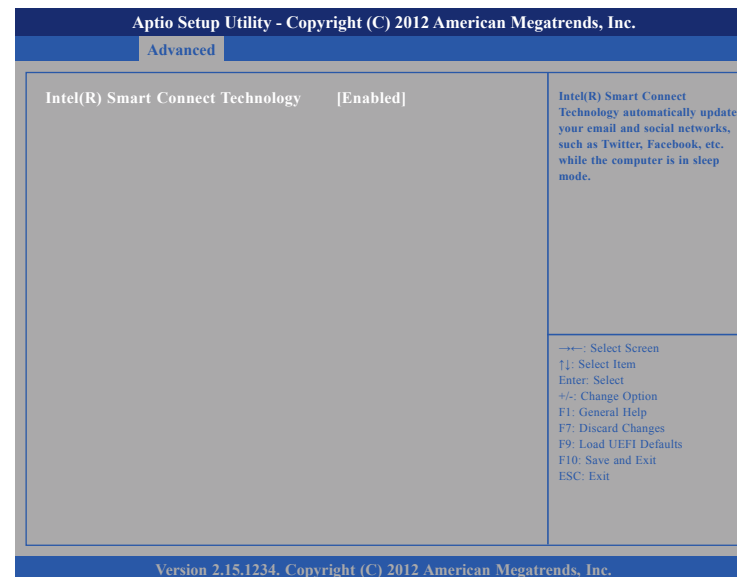 Aptio Setup Utility - Copyright (C) 2012 American Megatrends, Inc.
Advanced
Intel(R) Smart Connect Technology [Enabled]
Intel(R) Smart Connect
Technology automatically update
your email and social networks,
such as Twitter, Facebook, etc.
while the computer is in sleep
mode.
→←: Select Screen
↑↓: Select Item
Enter: Select
+/-: Change Option
F1: General Help
F7: Discard Changes
F9: Load UEFI Defaults
F10: Save and Exit
ESC: Exit
Version 2.15.1234. Copyright (C) 2012 American Megatrends, Inc.